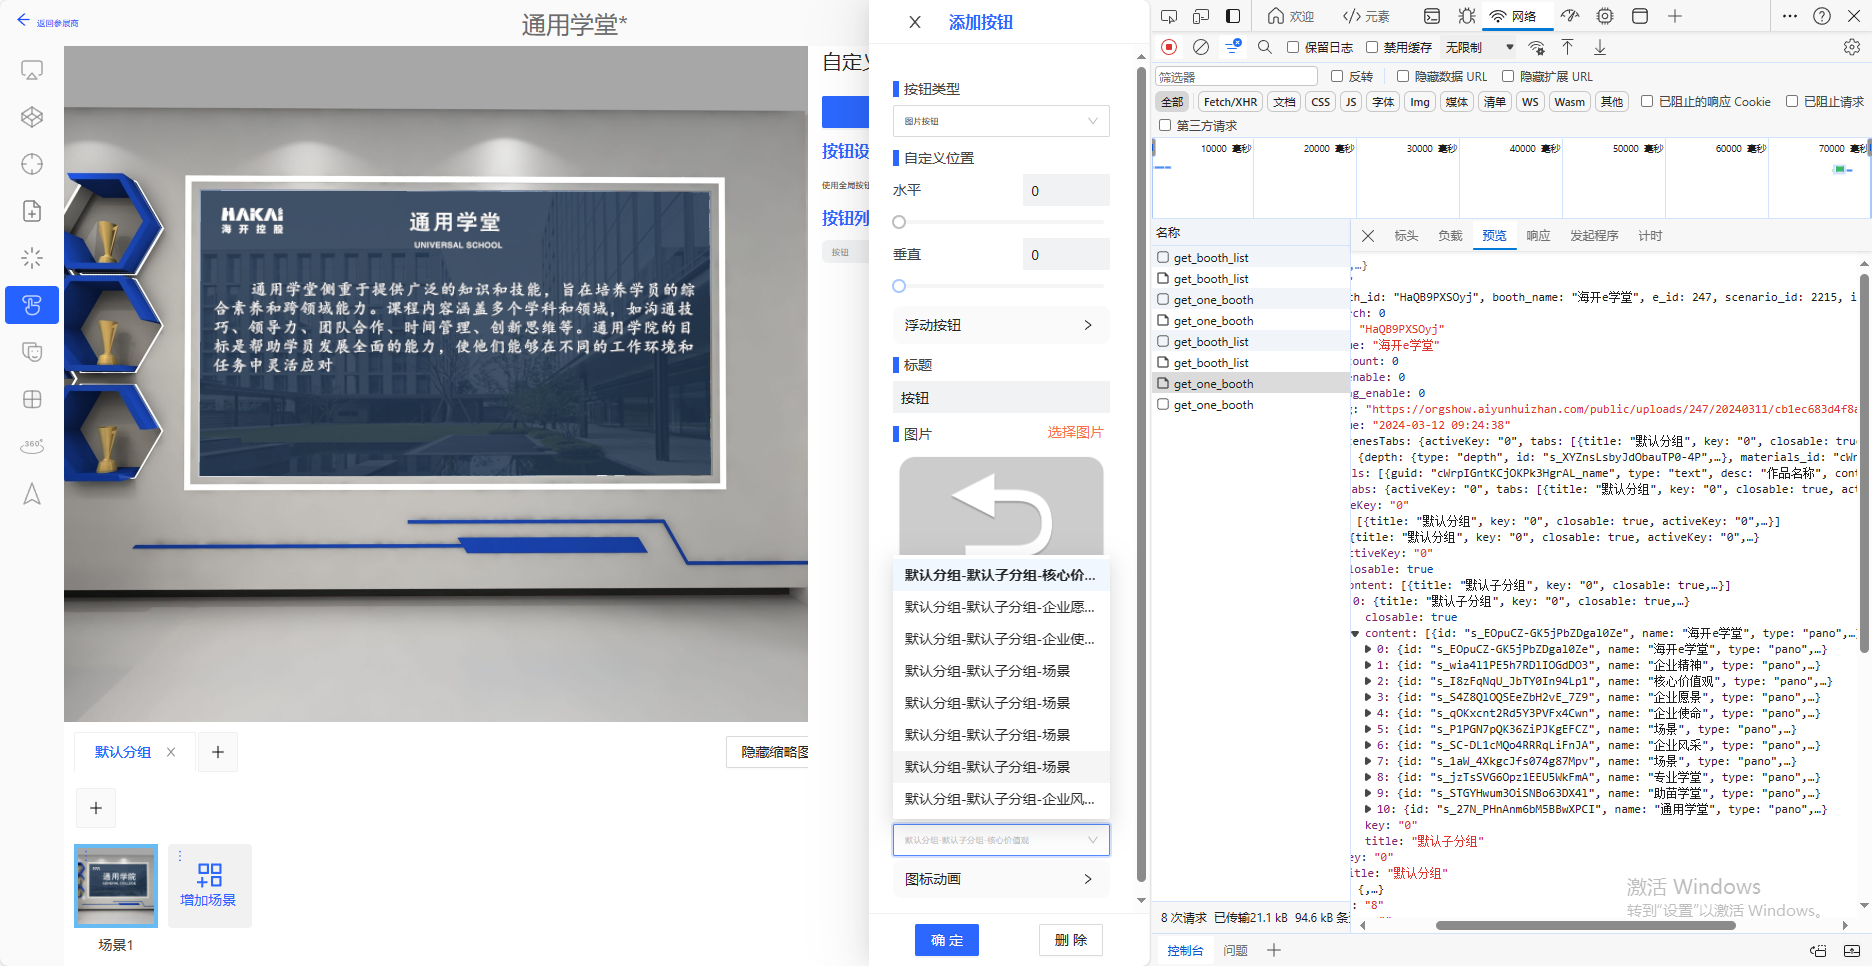 返回参展商
通用学堂*
HAKAI
海开控股
通用学堂
UNIVERSAL SCHOOL
通用学堂侧重于提供广泛的知识和技能，旨在培养学员的综
合素养和跨领域能力。课程内容涵盖多个学科和领域，如沟通技
巧、领导力、团队合作、时间管理、创新思维等。通用学院的目
标是帮助学员发展全面的能力，使他们能够在不同的工作环境和
任务中灵活应对
360°
默认分组
隐藏缩略图
通用学院
增加场景
场景1
自定义
按钮设
使用全局按钮
按钮列
按钮
添加按钮
按钮类型
图片按钮
自定义位置
水平 0
垂直 0
浮动按钮
标题
按钮
图片 选择图片
默认分组-默认子分组-核心价...
默认分组-默认子分组-企业愿...
默认分组-默认子分组-企业使...
默认分组-默认子分组-场景
默认分组-默认子分组-场景
默认分组-默认子分组-场景
默认分组-默认子分组-场景
默认分组-默认子分组-企业风...
默认分组-默认子分组-核心价值观
图标动画
确 定 删 除
欢迎 元素 网络
保留日志 禁用缓存 无限制
筛选器 反转 隐藏数据 URL 隐藏扩展 URL
全部 Fetch/XHR 文档 CSS JS 字体 Img 媒体 清单 WS Wasm 其他 已阻止的响应 Cookie 已阻止请求
第三方请求
10000 毫秒 20000 毫秒 30000 毫秒 40000 毫秒 50000 毫秒 60000 毫秒 70000 毫秒
名称
get_booth_list
get_booth_list
get_one_booth
get_one_booth
get_booth_list
get_booth_list
get_one_booth
get_one_booth
标头 负载 预览 响应 发起程序 计时
,…}
th_id: "HaQB9PXSOyj", booth_name: "海开e学堂", e_id: 247, scenario_id: 2215, i
rch: 0
"HaQB9PXSOyj"
e: "海开e学堂"
ount: 0
nable: 0
g_enable: 0
: "https://orgshow.aiyunhuizhan.com/public/uploads/247/20240311/cb1ec683d4f8a
e: "2024-03-12 09:24:38"
enesTabs: {activeKey: "0", tabs: [{title: "默认分组", key: "0", closable: true
{depth: {type: "depth", id: "s_XYZnsLsbyJdObauTP0-4P",…}, materials_id: "cWr
ls: [{guid: "cWrpIGntKCjOKPk3HgrAL_name", type: "text", desc: "作品名称", cont
abs: {activeKey: "0", tabs: [{title: "默认分组", key: "0", closable: true, act
eKey: "0"
[{title: "默认分组", key: "0", closable: true, activeKey: "0",…}]
{title: "默认分组", key: "0", closable: true, activeKey: "0",…}
ctiveKey: "0"
losable: true
ontent: [{title: "默认子分组", key: "0", closable: true,…}]
0: {title: "默认子分组", key: "0", closable: true,…}
closable: true
content: [{id: "s_EOpuCZ-GK5jPbZDgal0Ze", name: "海开e学堂", type: "pano",…}
0: {id: "s_EOpuCZ-GK5jPbZDgal0Ze", name: "海开e学堂", type: "pano",…}
1: {id: "s_wia4l1PE5h7RDlIOGdDO3", name: "企业精神", type: "pano",…}
2: {id: "s_I8zFqNqU_JbTY0In94Lp1", name: "核心价值观", type: "pano",…}
3: {id: "s_S4Z8QlOQSEeZbH2vE_7Z9", name: "企业愿景", type: "pano",…}
4: {id: "s_qOKxcnt2Rd5Y3PVFx4Cwn", name: "企业使命", type: "pano",…}
5: {id: "s_P1PGN7pQK36ZiPJKgEFCZ", name: "场景", type: "pano",…}
6: {id: "s_SC-DL1cMQo4RRRqLiFnJA", name: "企业风采", type: "pano",…}
7: {id: "s_1aW_4XkgcJfs074g87Mpv", name: "场景", type: "pano",…}
8: {id: "s_jzTsSVG6Opz1EEU5WkFmA", name: "专业学堂", type: "pano",…}
9: {id: "s_STGYHwum3OiSNBo63DX4l", name: "助苗学堂", type: "pano",…}
10: {id: "s_27N_PHnAnm6bM5BBwXPCI", name: "通用学堂", type: "pano",…}
key: "0"
title: "默认子分组"
ey: "0"
itle: "默认分组"
{,…}
: "8"
激活 Windows
转到"设置"以激活 Windows。
8 次请求 已传输21.1 kB 94.6 kB 条
控制台 问题